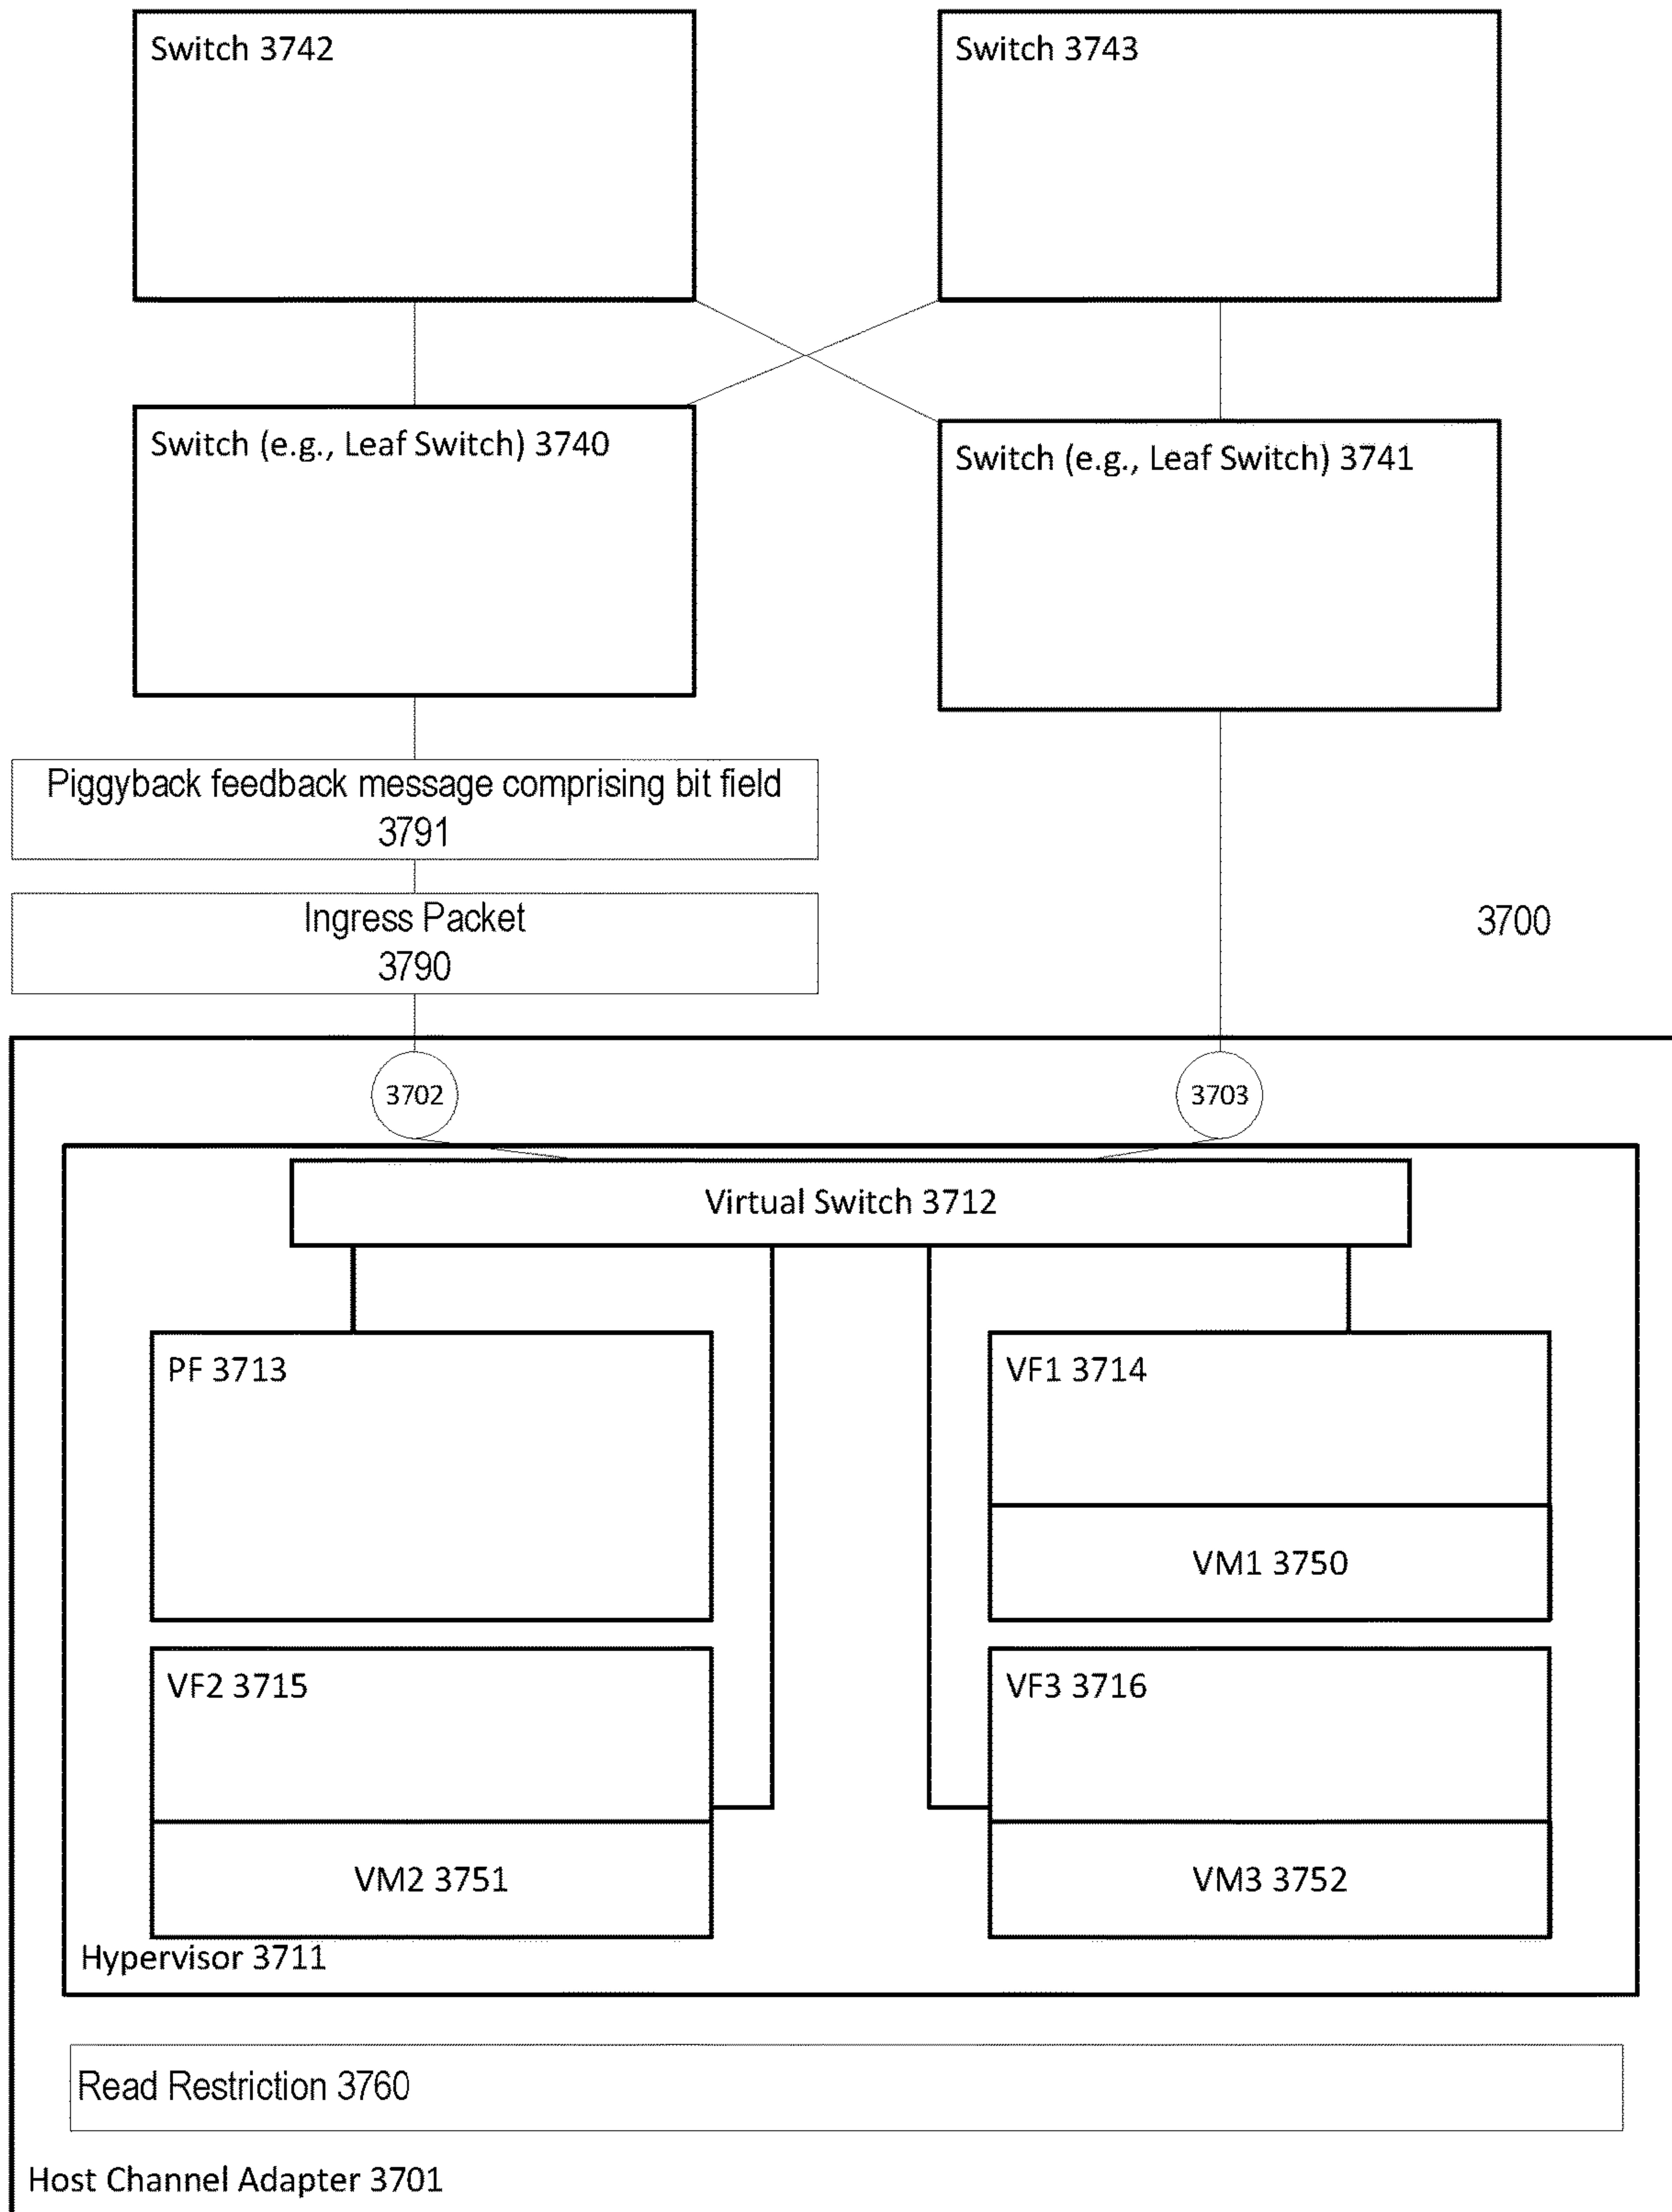 Switch 3742
Switch 3743
Switch (e.g., Leaf Switch) 3740
Switch (e.g., Leaf Switch) 3741
Piggyback feedback message comprising bit field
3791
Ingress Packet
3790
3700
3702
3703
Virtual Switch 3712
PF 3713
VF1 3714
VM1 3750
VF2 3715
VF3 3716
VM2 3751
VM3 3752
Hypervisor 3711
Read Restriction 3760
Host Channel Adapter 3701